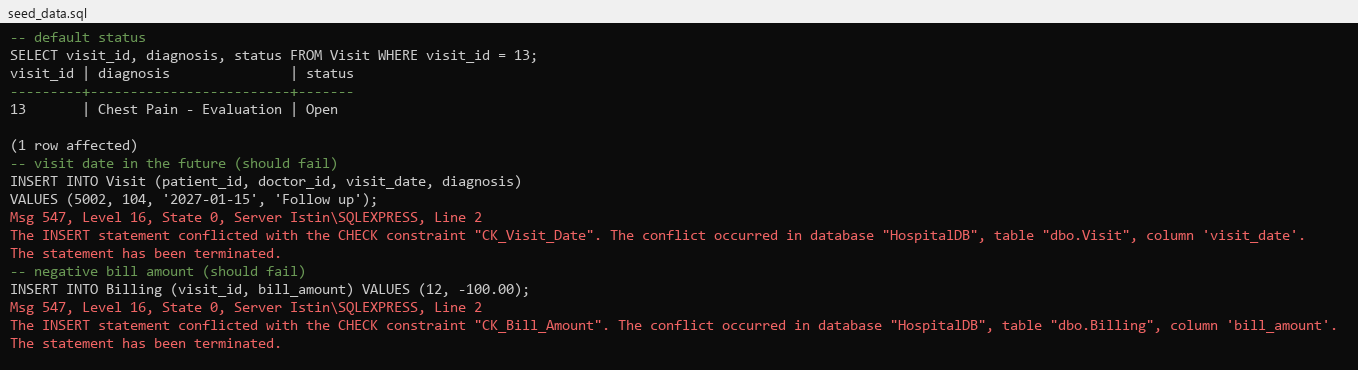 seed_data.sql
-- default status
SELECT visit_id, diagnosis, status FROM Visit WHERE visit_id = 13;
visit_id | diagnosis               | status
---------+-------------------------+-------
13       | Chest Pain - Evaluation | Open
(1 row affected)
-- visit date in the future (should fail)
INSERT INTO Visit (patient_id, doctor_id, visit_date, diagnosis)
VALUES (5002, 104, '2027-01-15', 'Follow up');
Msg 547, Level 16, State 0, Server Istin\SQLEXPRESS, Line 2
The INSERT statement conflicted with the CHECK constraint "CK_Visit_Date". The conflict occurred in database "HospitalDB", table "dbo.Visit", column 'visit_date'.
The statement has been terminated.
-- negative bill amount (should fail)
INSERT INTO Billing (visit_id, bill_amount) VALUES (12, -100.00);
Msg 547, Level 16, State 0, Server Istin\SQLEXPRESS, Line 2
The INSERT statement conflicted with the CHECK constraint "CK_Bill_Amount". The conflict occurred in database "HospitalDB", table "dbo.Billing", column 'bill_amount'.
The statement has been terminated.